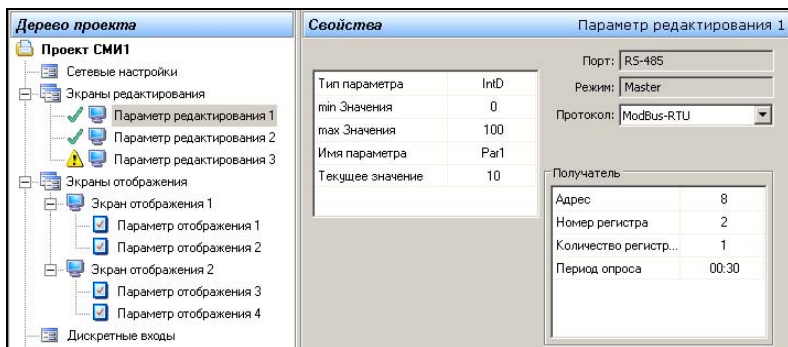 Дерево проекта
Проект СМИ1
Сетевые настройки
Экраны редактирования
Параметр редактирования 1
Параметр редактирования 2
Параметр редактирования 3
Экраны отображения
Экран отображения 1
Параметр отображения 1
Параметр отображения 2
Экран отображения 2
Параметр отображения 3
Параметр отображения 4
Дискретные входы
Свойства Параметр редактирования 1
Тип параметра IntD
min Значения 0
max Значения 100
Имя параметра Par1
Текущее значение 10
Порт: RS-485
Режим: Master
Протокол: ModBus-RTU
Получатель
Адрес 8
Номер регистра 2
Количество регистр... 1
Период опроса 00:30